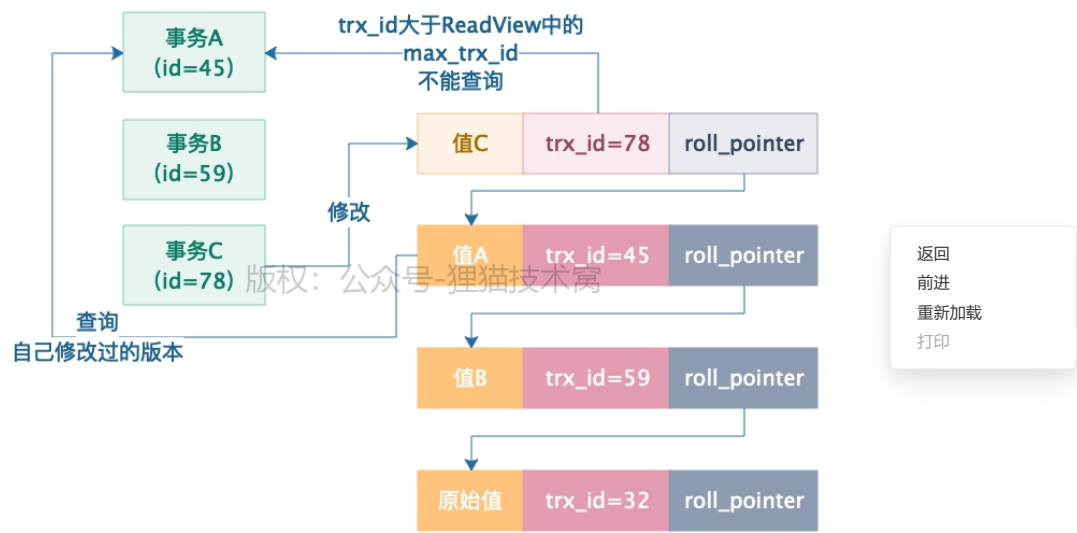 事务A
(id=45)
trx_id大于ReadView中的
max_trx_id
不能查询
事务B
(id=59)
值C
trx_id=78
roll_pointer
修改
事务C
(id=78)
值A
trx_id=45
roll_pointer
版权：公众号-狸猫技术窝
查询
自己修改过的版本
值B
trx_id=59
roll_pointer
原始值
trx_id=32
roll_pointer
返回
前进
重新加载
打印